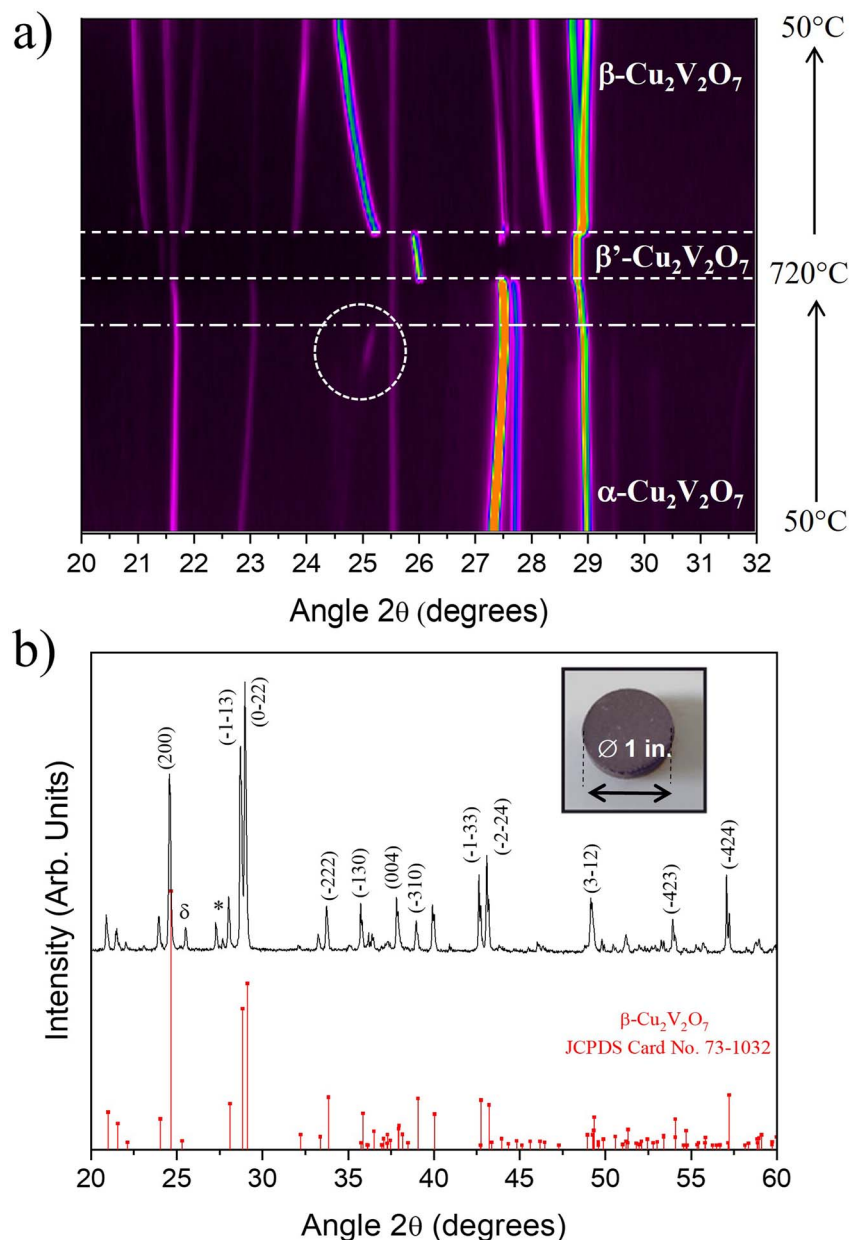 a)
50°C
β-Cu₂V₂O₇
β’-Cu₂V₂O₇
720°C
α-Cu₂V₂O₇
50°C
20 21 22 23 24 25 26 27 28 29 30 31 32
Angle 2θ (degrees)
b)
Intensity (Arb. Units)
(200)
δ
*
(-1-13)
(0-22)
(-222)
(-130)
(004)
(-310)
(-1-33)
(-2-24)
(3-12)
(-423)
(-424)
∅ 1 in.
β-Cu₂V₂O₇
JCPDS Card No. 73-1032
20 25 30 35 40 45 50 55 60
Angle 2θ (degrees)